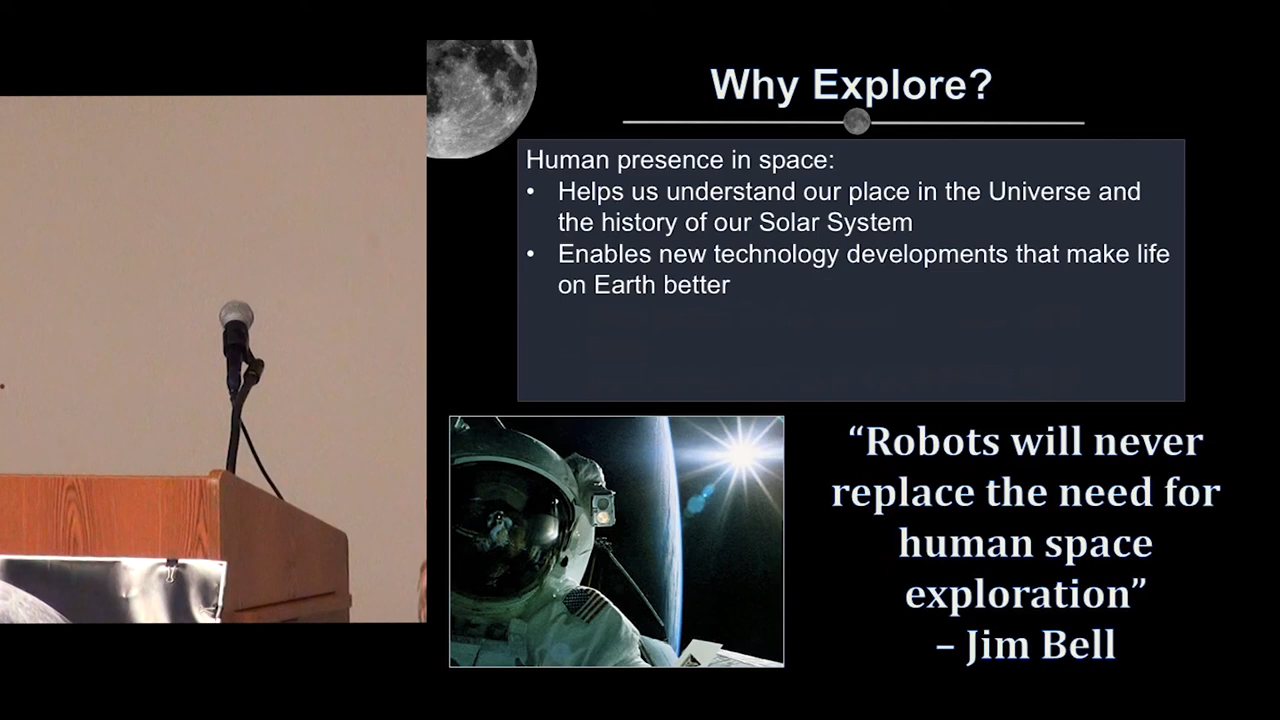 Why Explore?
Human presence in space:
• Helps us understand our place in the Universe and
the history of our Solar System
• Enables new technology developments that make life
on Earth better
“Robots will never
replace the need for
human space
exploration”
– Jim Bell